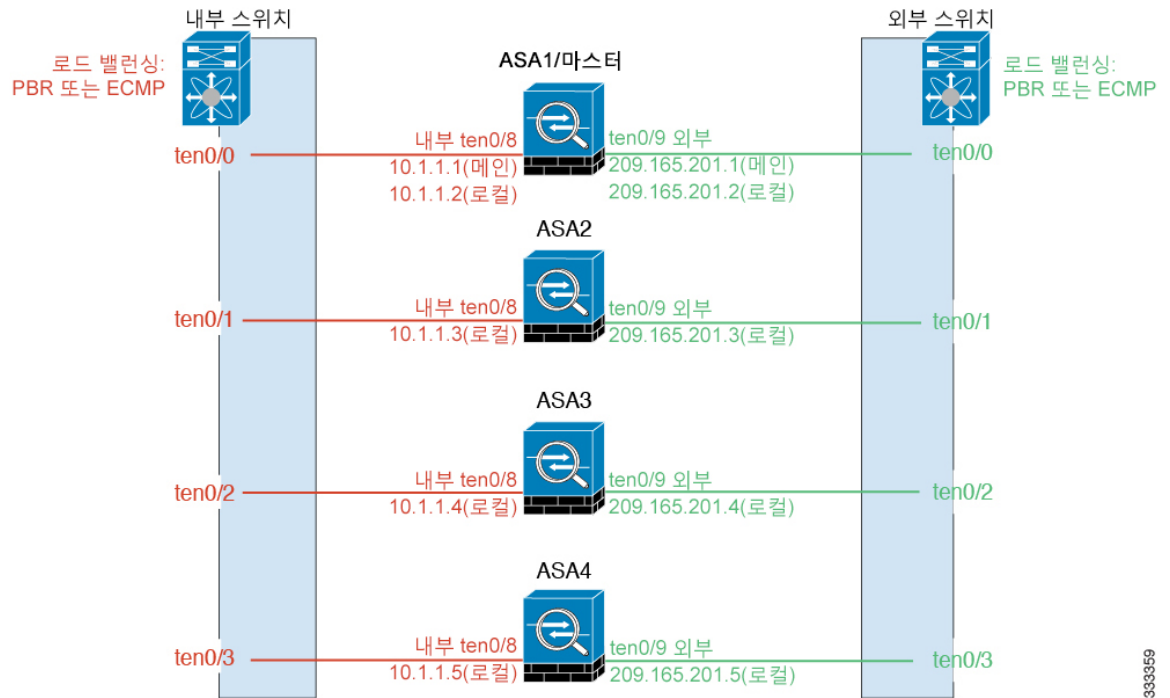 내부 스위치
외부 스위치
로드 밸런싱:
PBR 또는 ECMP
ASA1/마스터
로드 밸런싱:
PBR 또는 ECMP
ten0/0
내부 ten0/8
10.1.1.1(메인)
10.1.1.2(로컬)
ten0/9 외부
209.165.201.1(메인)
209.165.201.2(로컬)
ten0/0
ASA2
ten0/1
내부 ten0/8
10.1.1.3(로컬)
ten0/9 외부
209.165.201.3(로컬)
ten0/1
ASA3
ten0/2
내부 ten0/8
10.1.1.4(로컬)
ten0/9 외부
209.165.201.4(로컬)
ten0/2
ASA4
ten0/3
내부 ten0/8
10.1.1.5(로컬)
ten0/9 외부
209.165.201.5(로컬)
ten0/3
333359